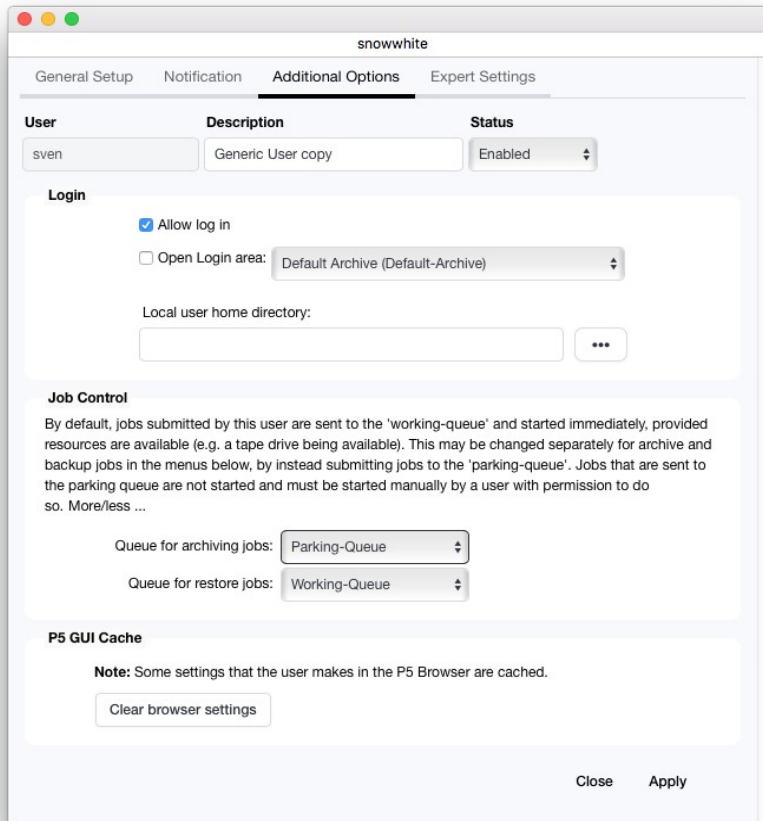 snowwhite
General Setup Notification Additional Options Expert Settings
User Description Status
sven Generic User copy Enabled
Login
Allow log in
Open Login area: Default Archive (Default-Archive)
Local user home directory:
•••
Job Control
By default, jobs submitted by this user are sent to the 'working-queue' and started immediately, provided
resources are available (e.g. a tape drive being available). This may be changed separately for archive and
backup jobs in the menus below, by instead submitting jobs to the 'parking-queue'. Jobs that are sent to
the parking queue are not started and must be started manually by a user with permission to do
so. More/less ...
Queue for archiving jobs: Parking-Queue
Queue for restore jobs: Working-Queue
P5 GUI Cache
Note: Some settings that the user makes in the P5 Browser are cached.
Clear browser settings
Close Apply